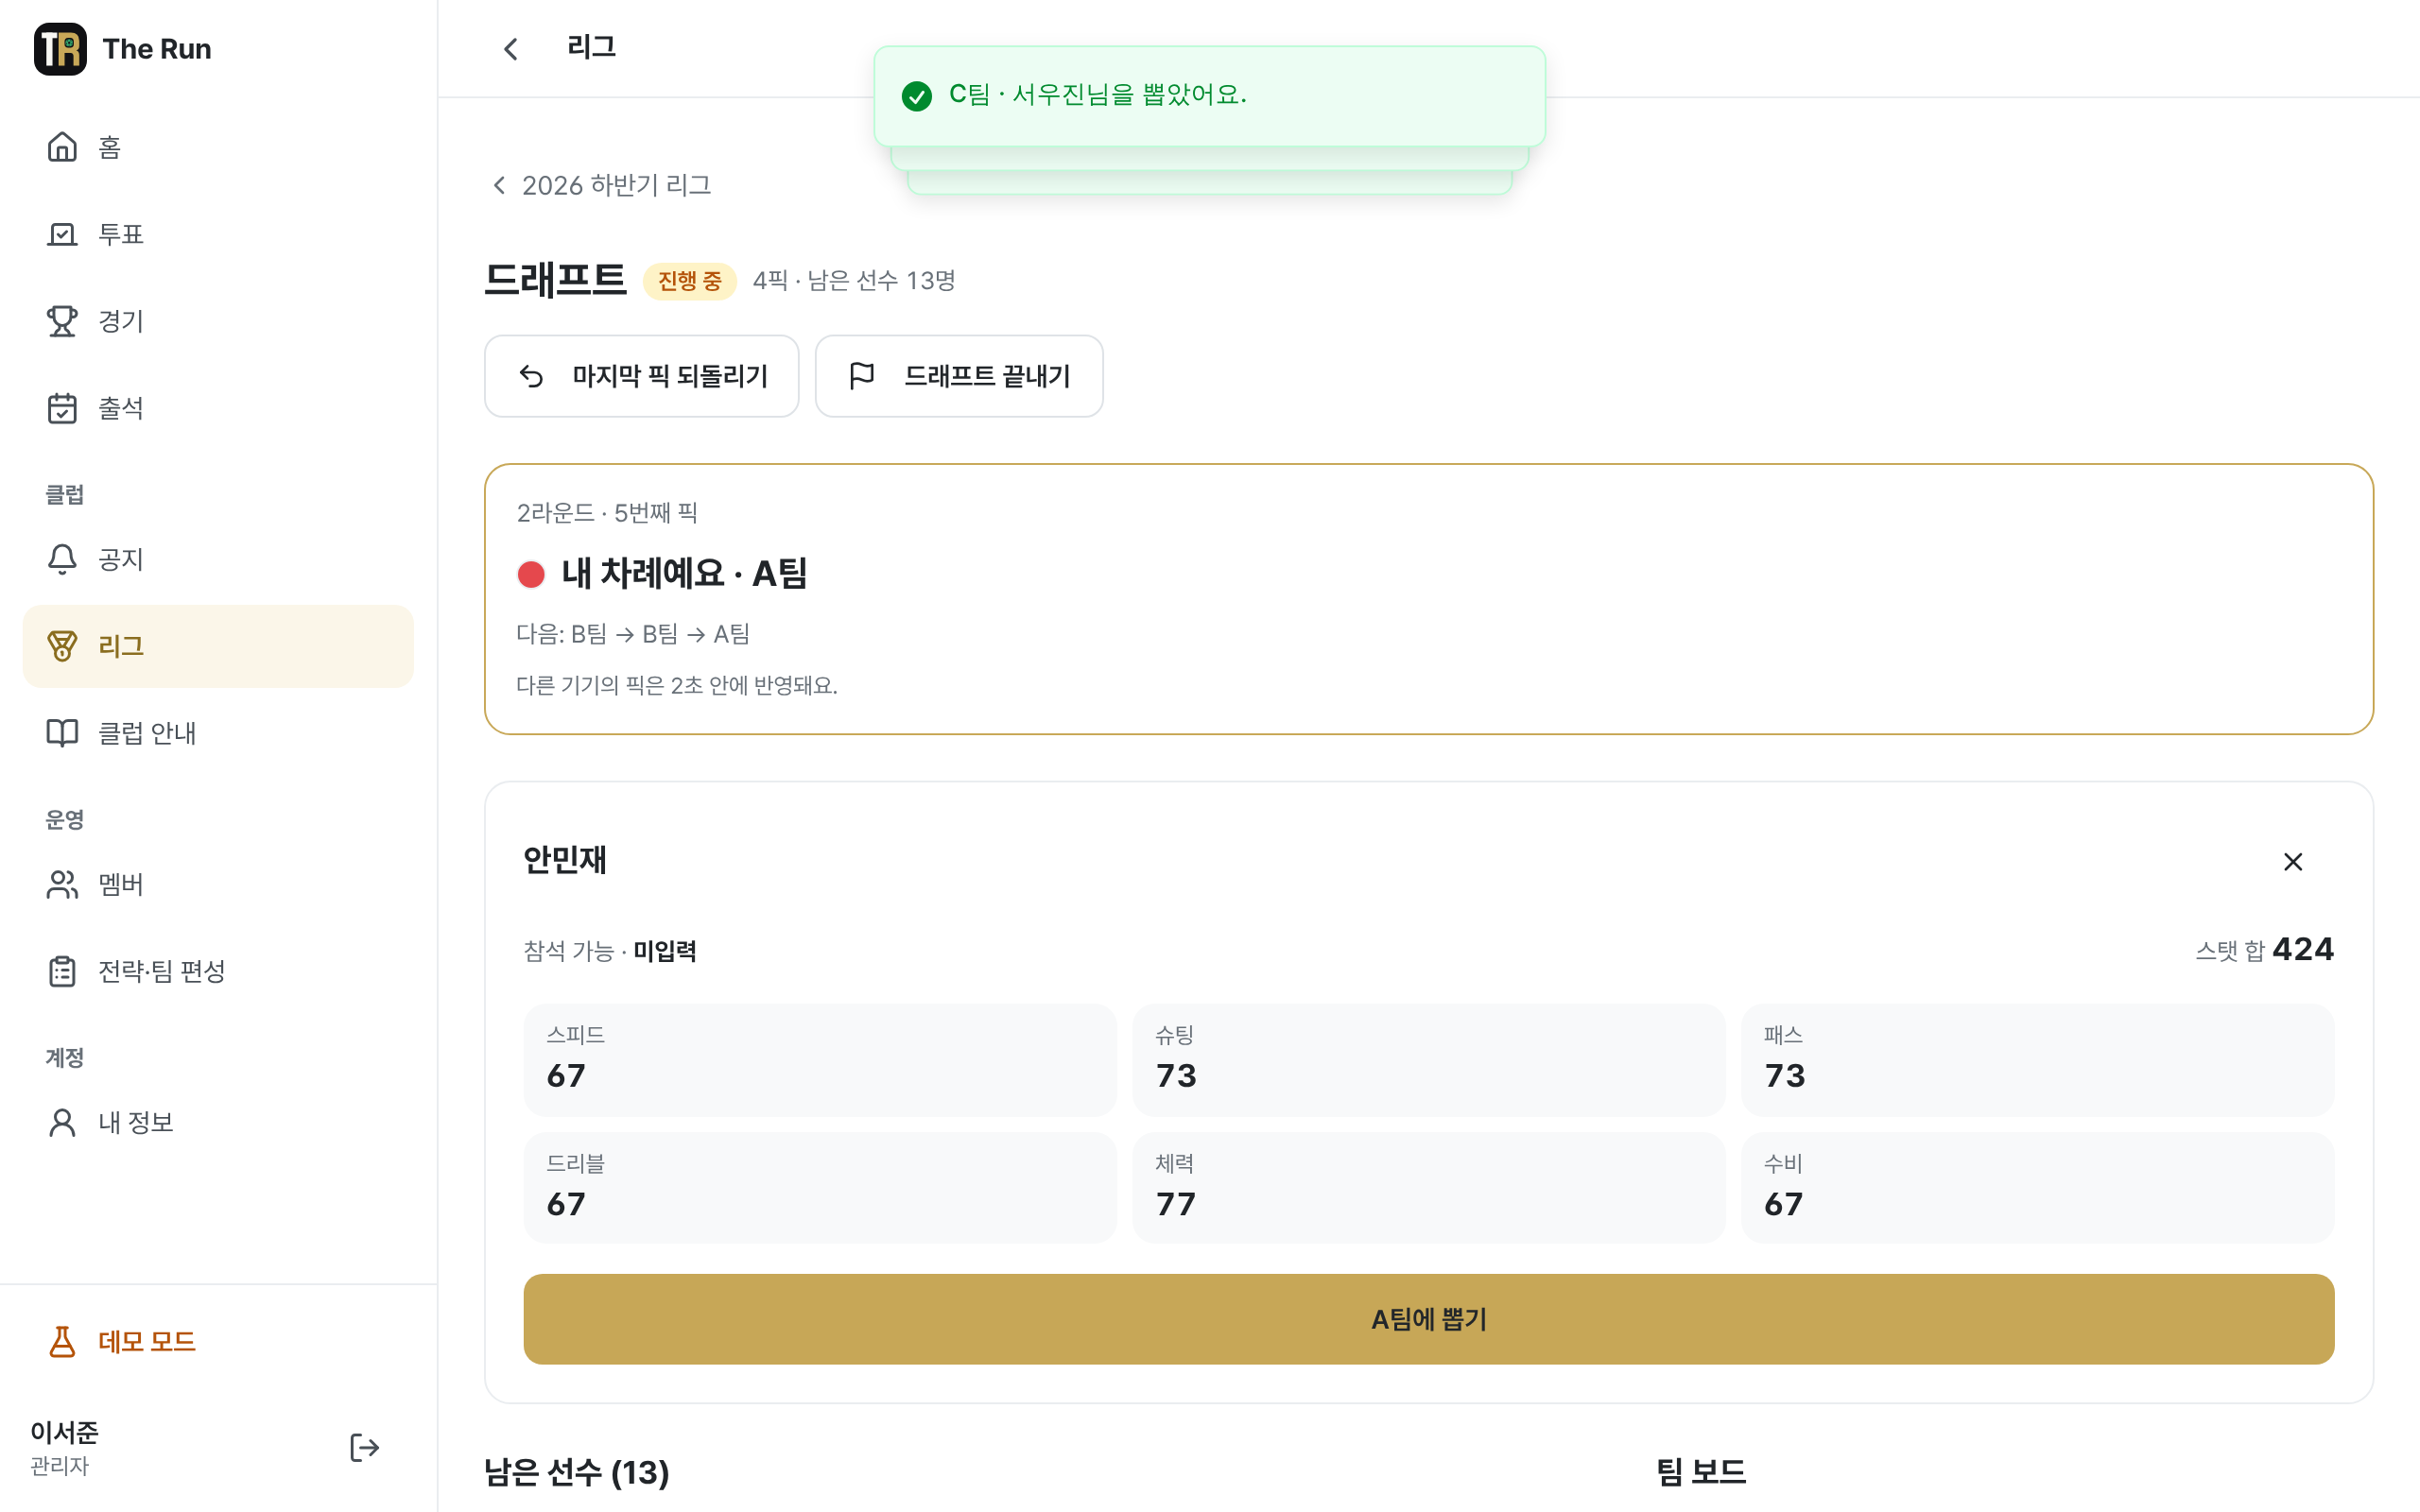 TR The Run
홈
투표
경기
출석
클럽
공지
리그
클럽 안내
운영
멤버
전략·팀 편성
계정
내 정보
데모 모드
이서준
관리자
리그
C팀 · 서우진님을 뽑았어요.
2026 하반기 리그
드래프트 진행 중 4픽 · 남은 선수 13명
마지막 픽 되돌리기 드래프트 끝내기
2라운드 · 5번째 픽
내 차례예요 · A팀
다음: B팀 → B팀 → A팀
다른 기기의 픽은 2초 안에 반영돼요.
안민재
참석 가능 · 미입력 스탯 합 424
스피드 슈팅 패스
67 73 73
드리블 체력 수비
67 77 67
A팀에 뽑기
남은 선수 (13) 팀 보드